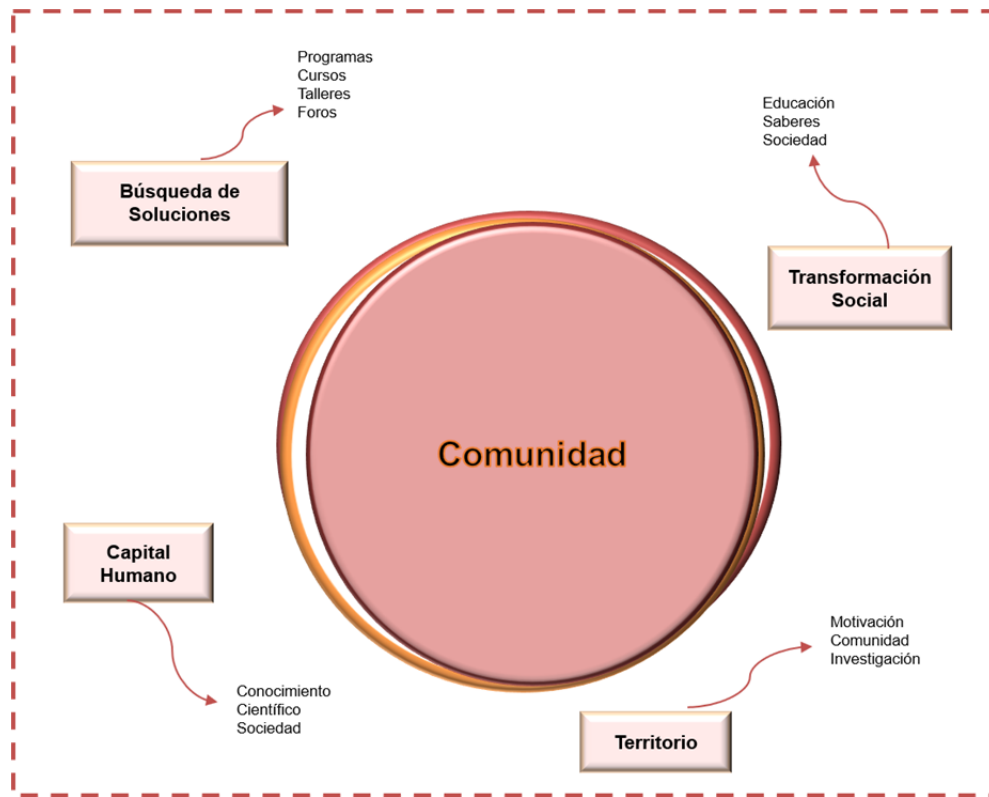 Programas
Cursos
Talleres
Foros
Búsqueda de
Soluciones
Educación
Saberes
Sociedad
Transformación
Social
Comunidad
Capital
Humano
Conocimiento
Científico
Sociedad
Motivación
Comunidad
Investigación
Territorio